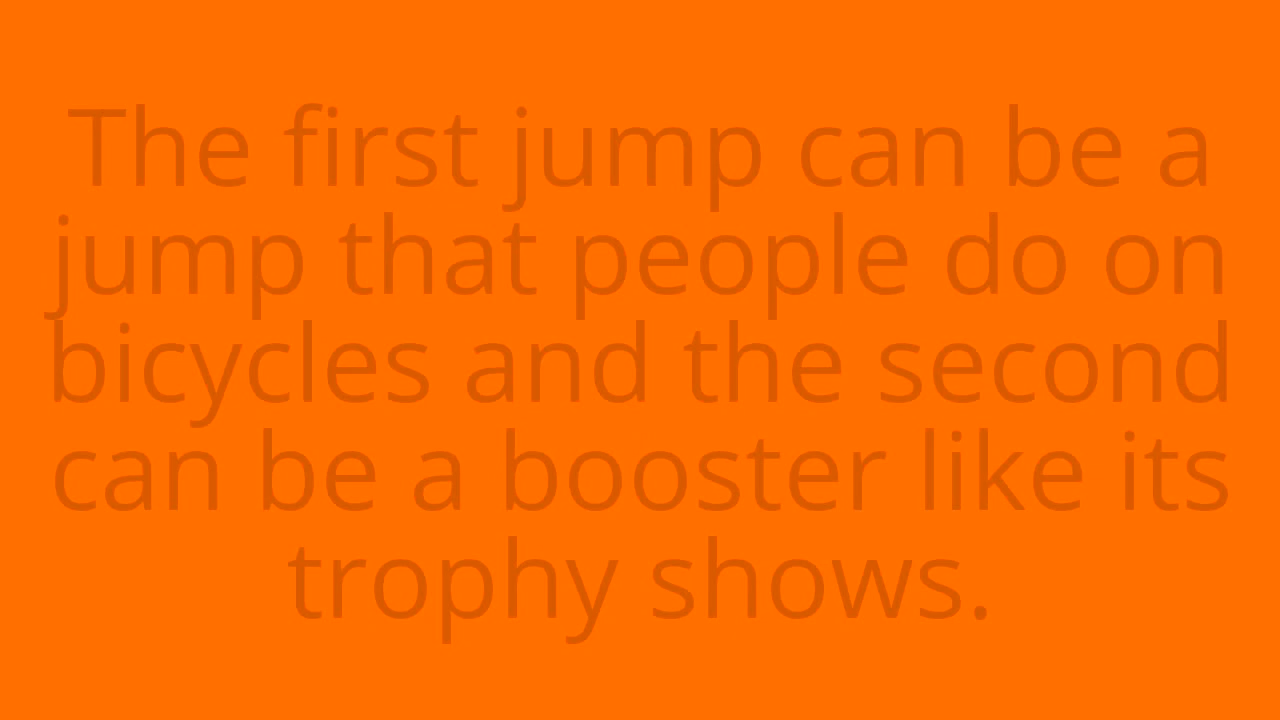 The first jump can be a
jump that people do on
bicycles and the second
can be a booster like its
trophy shows.